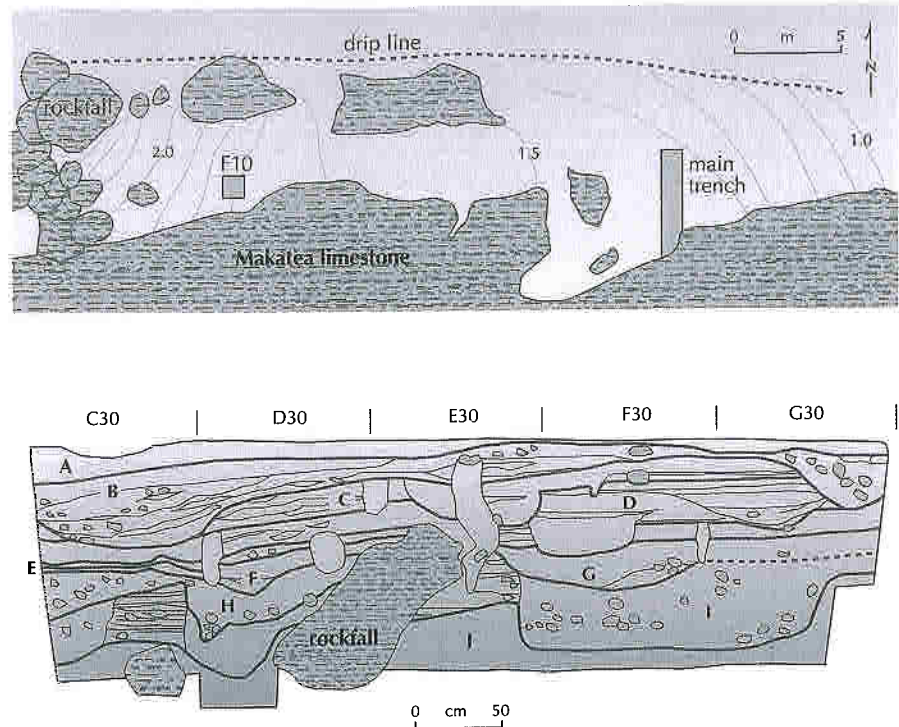 drip line
0 m 5
N
rockfall
2.0
F10
1.5
main
trench
1.0
Makatea limestone
C30 D30 E30 F30 G30
A
B
C
D
E
F
G
H
I
rockfall
I
0 cm 50